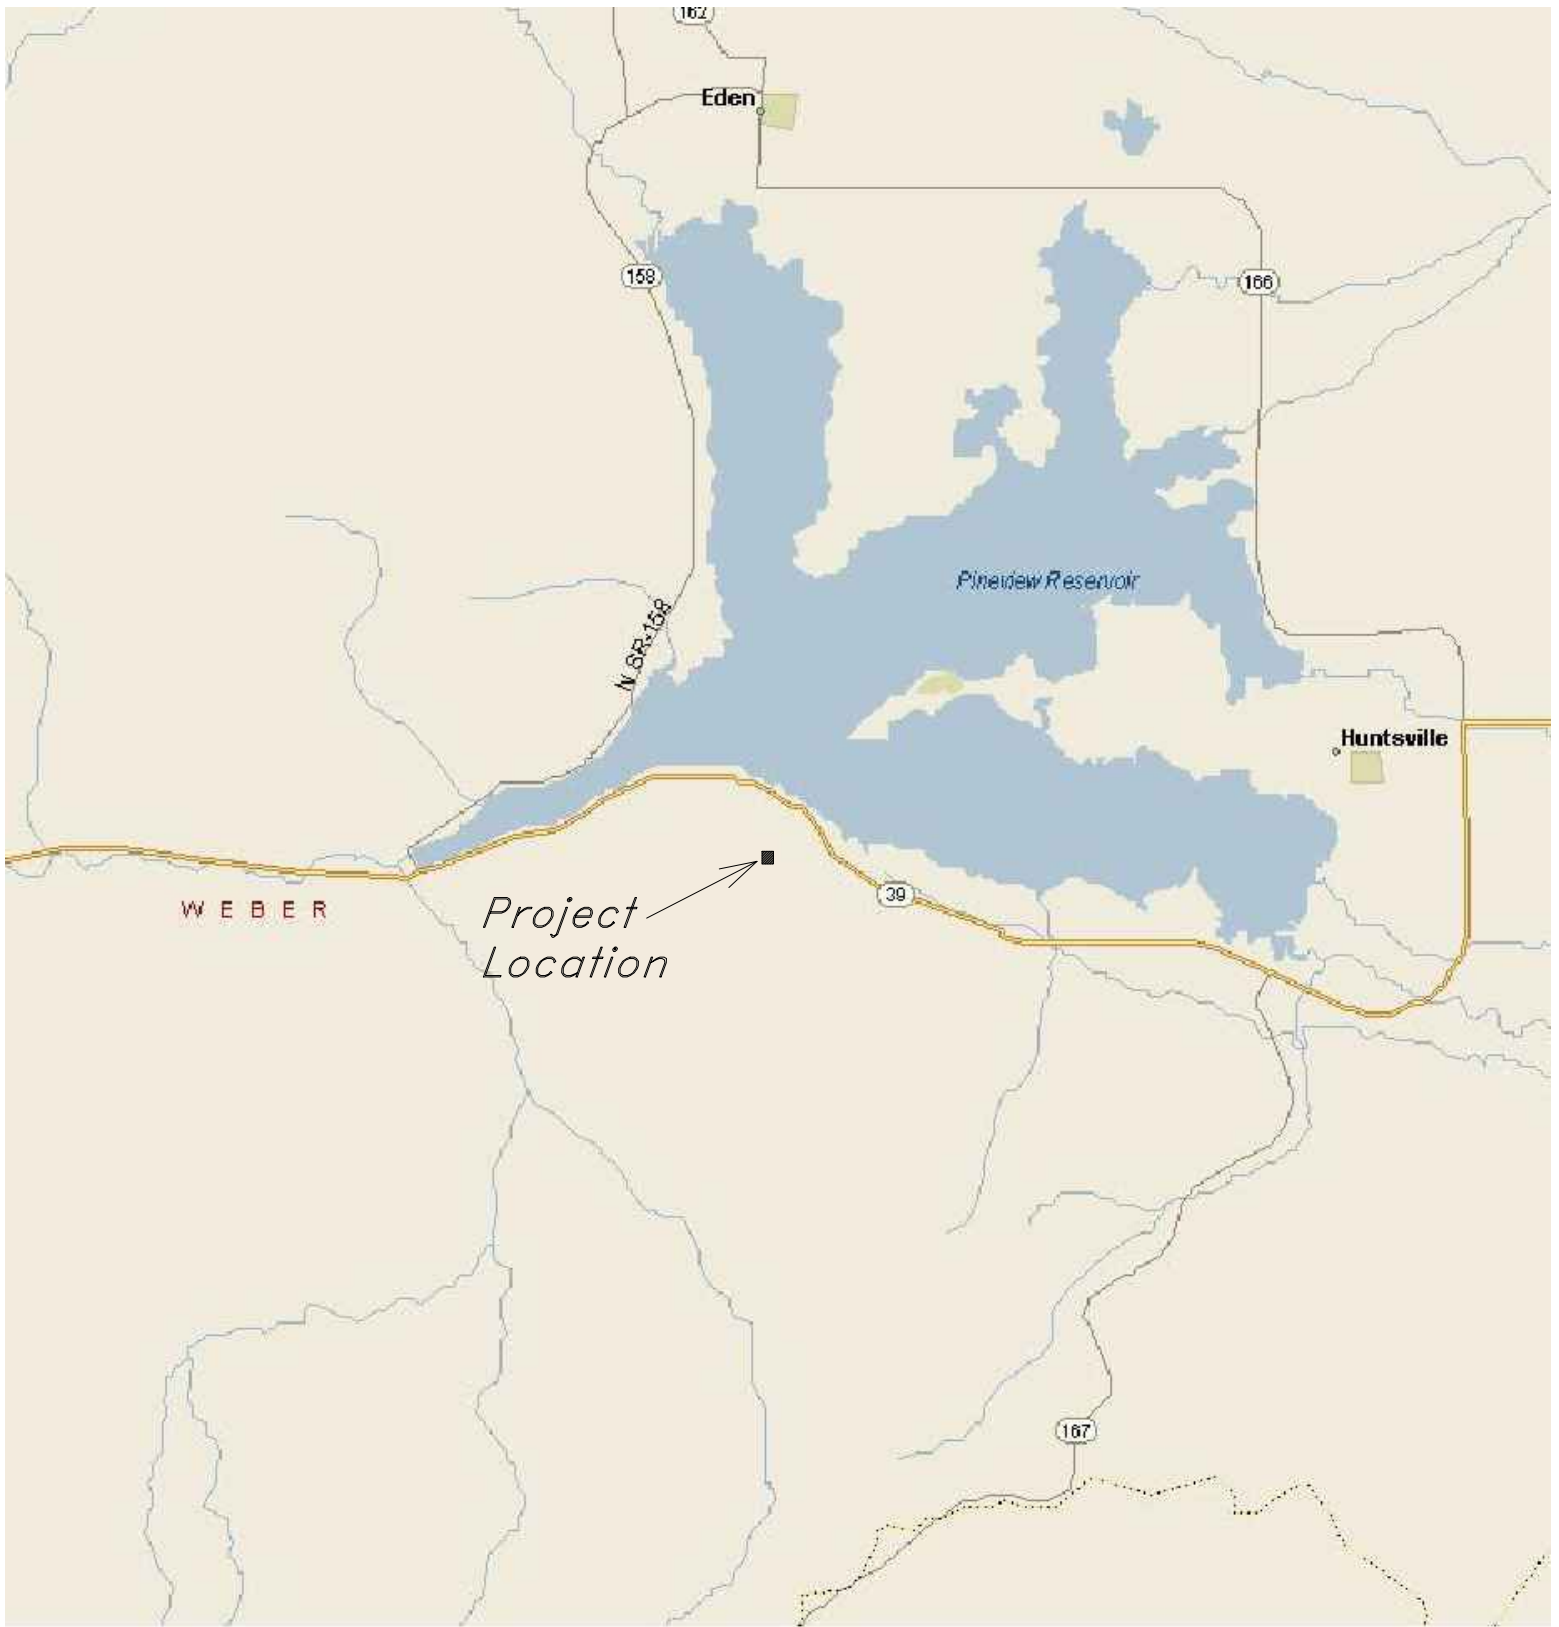 162
Eden
158
166
Pineview Reservoir
N SR-158
Huntsville
39
WEBER
Project
Location
167